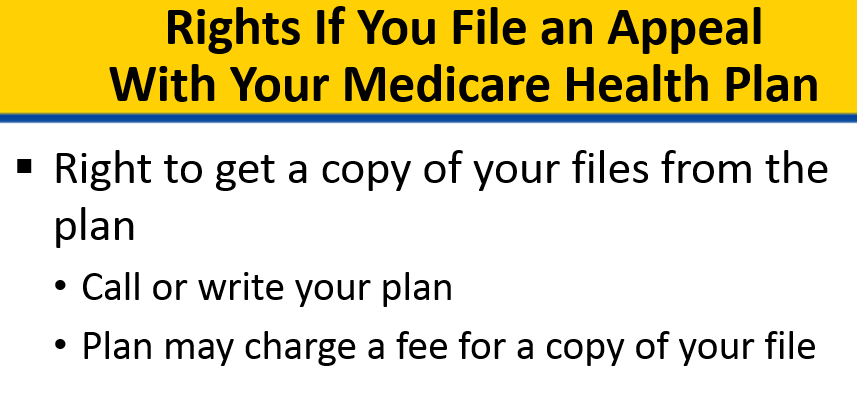 Rights If You File an Appeal
With Your Medicare Health Plan
▪ Right to get a copy of your files from the
plan
• Call or write your plan
• Plan may charge a fee for a copy of your file